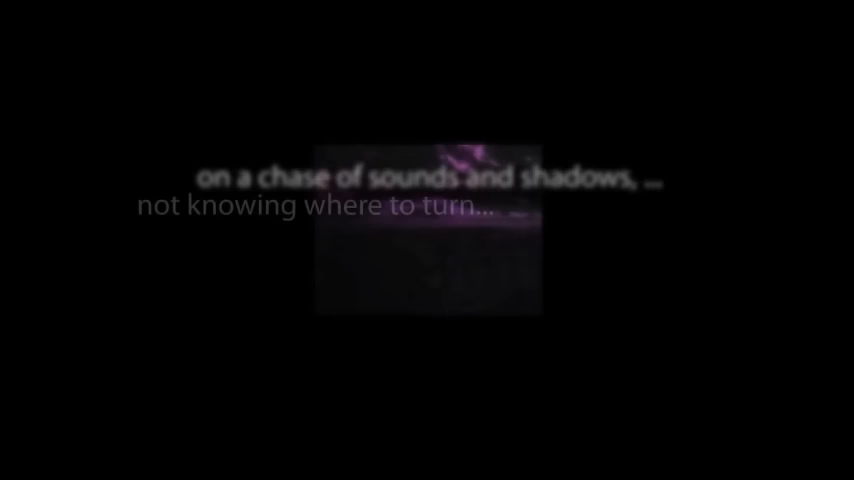 on a chase of sounds and shadows, ...
not knowing where to turn...